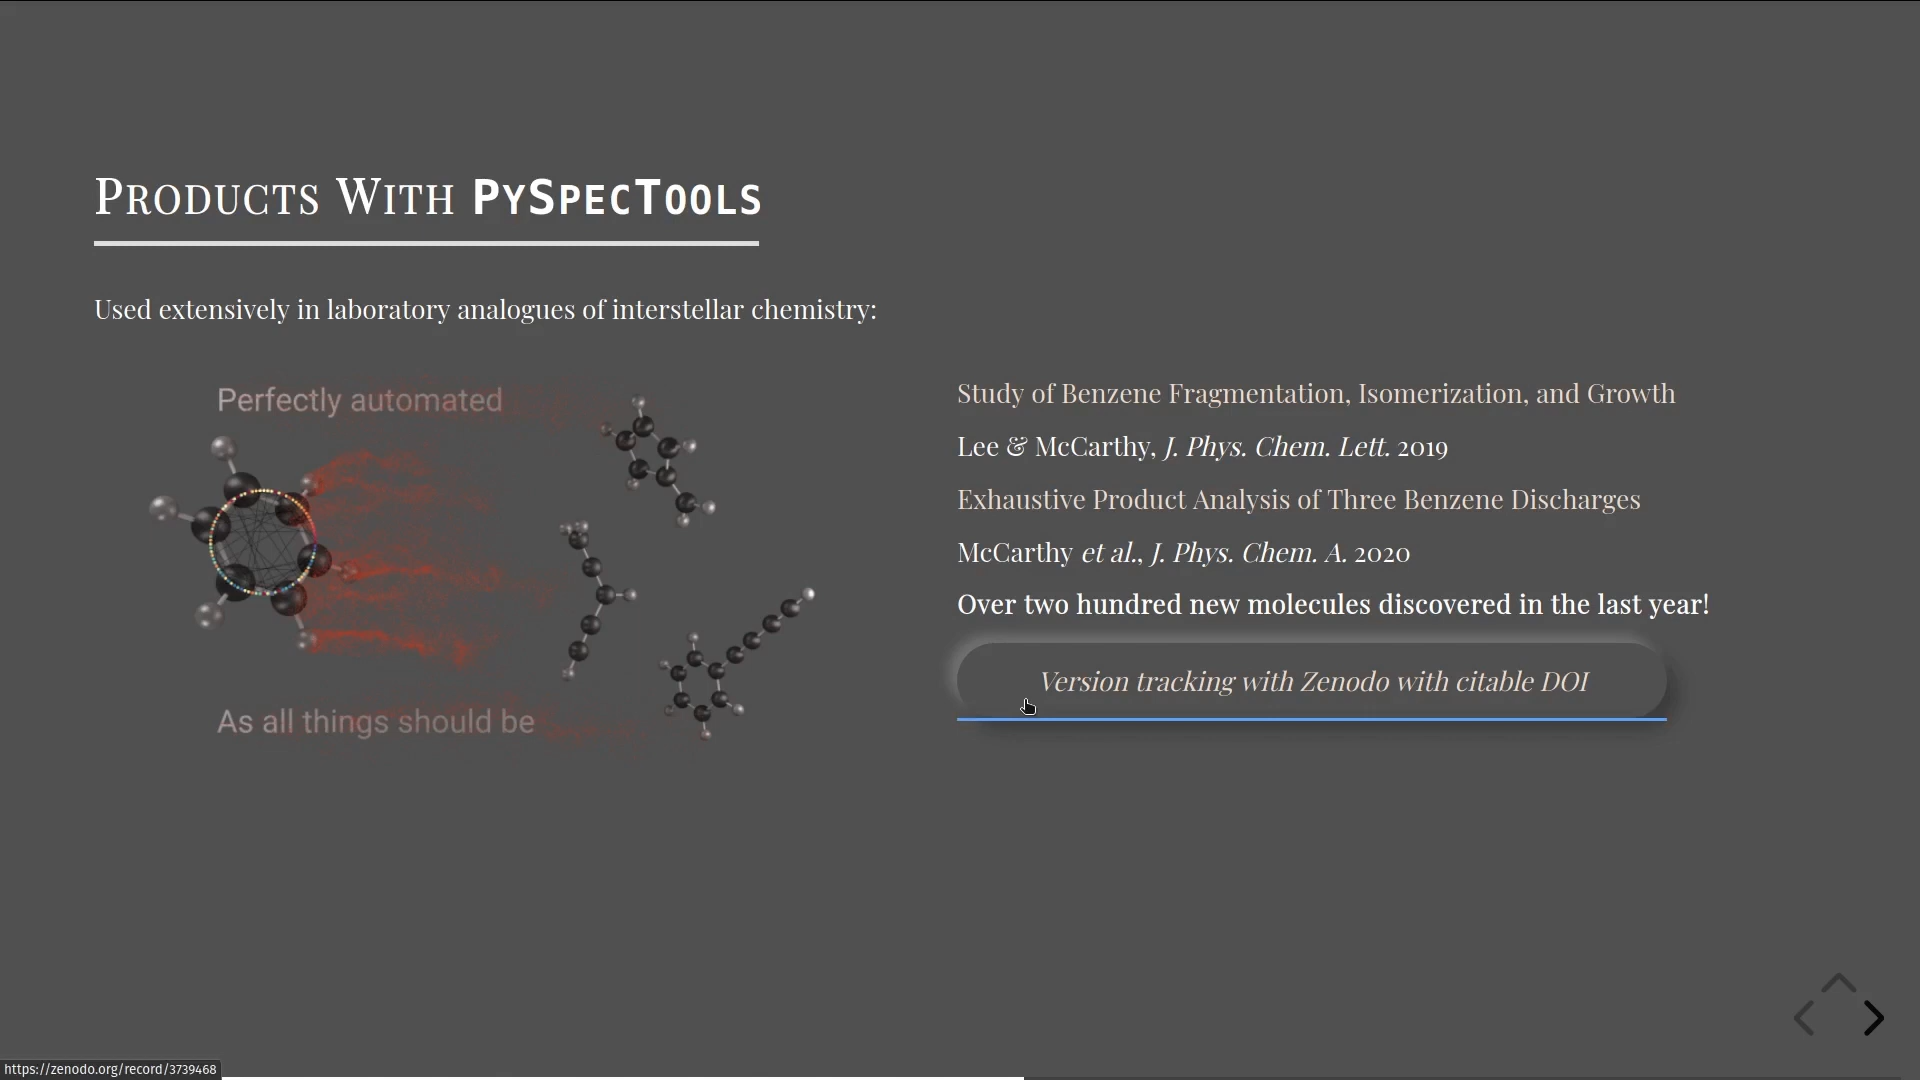 Products With PySpecTools
Used extensively in laboratory analogues of interstellar chemistry:
Perfectly automated
As all things should be
Study of Benzene Fragmentation, Isomerization, and Growth
Lee & McCarthy, J. Phys. Chem. Lett. 2019
Exhaustive Product Analysis of Three Benzene Discharges
McCarthy et al., J. Phys. Chem. A. 2020
Over two hundred new molecules discovered in the last year!
Version tracking with Zenodo with citable DOI
https://zenodo.org/record/3739468